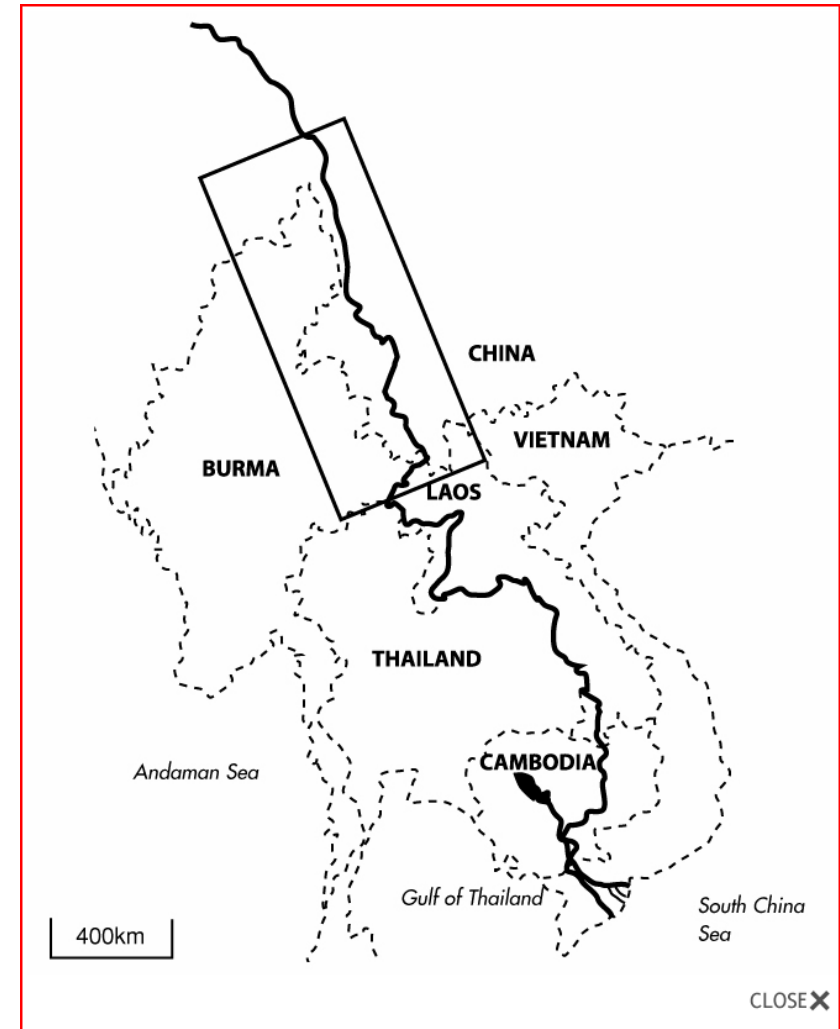 CHINA
VIETNAM
BURMA
LAOS
THAILAND
CAMBODIA
Andaman Sea
Gulf of Thailand
South China
Sea
400km
CLOSE